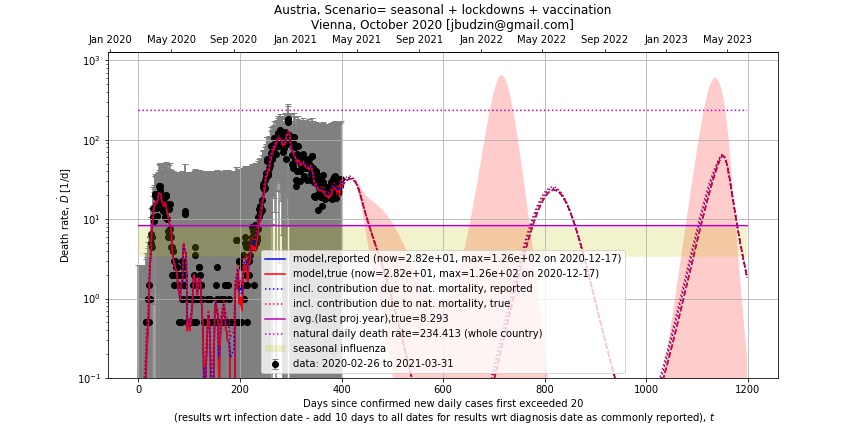 Austria, Scenario= seasonal + lockdowns + vaccination
Vienna, October 2020 [jbudzin@gmail.com]
Jan 2020 May 2020 Sep 2020 Jan 2021 May 2021 Sep 2021 Jan 2022 May 2022 Sep 2022 Jan 2023 May 2023
10³
10²
10¹
10⁰
10⁻¹
Death rate, D [1/d]
model,reported (now=2.82e+01, max=1.26e+02 on 2020-12-17)
model,true (now=2.82e+01, max=1.26e+02 on 2020-12-17)
incl. contribution due to nat. mortality, reported
incl. contribution due to nat. mortality, true
avg.(last proj.year),true=8.293
natural daily death rate=234.413 (whole country)
seasonal influenza
data: 2020-02-26 to 2021-03-31
0 200 400 600 800 1000 1200
Days since confirmed new daily cases first exceeded 20
(results wrt infection date - add 10 days to all dates for results wrt diagnosis date as commonly reported), t